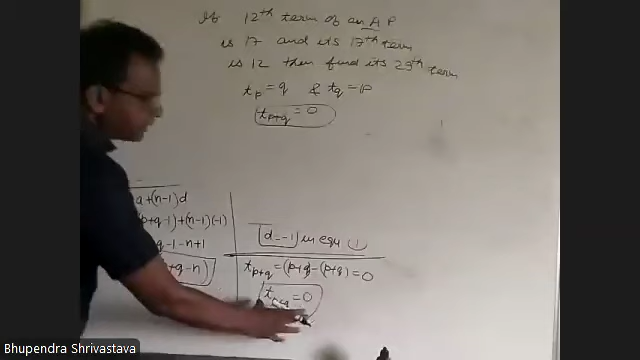 If 12th term of an A P
is 17 and its 17th term
is 12 then find its 29th term
tp = q & tq = p
tp+q = 0
a+(n-1)d
p+q-1)+(n-1)(-1)
q-1-n+1
+q-n)
d=-1) in equ (1)
tp+q = (p+q)-(p+q) = 0
tp+q = 0
Bhupendra Shrivastava